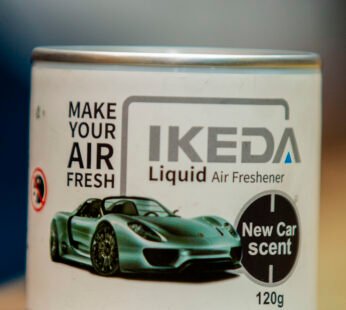 MAKE
YOUR
AIR
FRESH
IKEDA
Liquid Air Freshener
New Car
scent
120g